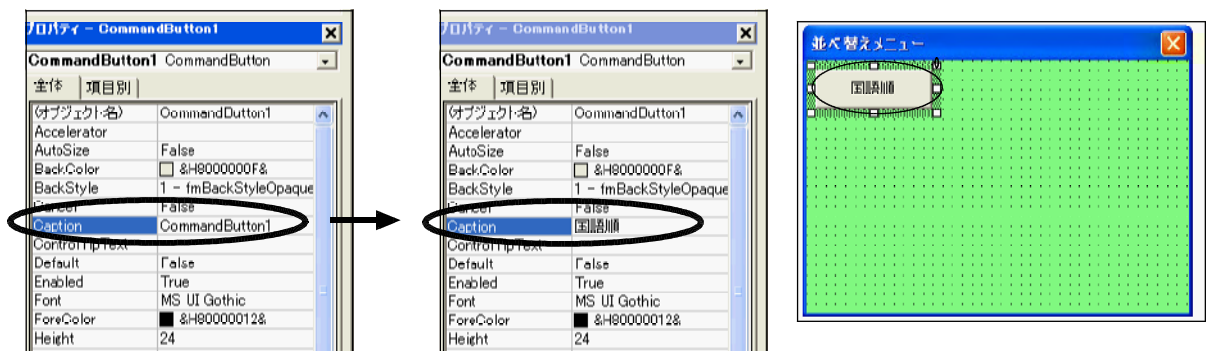 プロパティ - CommandButton1
CommandButton1 CommandButton
全体 項目別
(オブジェクト名) CommandButton1
Accelerator
AutoSize False
BackColor &H8000000F&
BackStyle 1 - fmBackStyleOpaque
Cancel False
Caption CommandButton1
ControlTipText
Default False
Enabled True
Font MS UI Gothic
ForeColor &H80000012&
Height 24
プロパティ - CommandButton1
CommandButton1 CommandButton
全体 項目別
(オブジェクト名) CommandButton1
Accelerator
AutoSize False
BackColor &H8000000F&
BackStyle 1 - fmBackStyleOpaque
Cancel False
Caption 国語順
ControlTipText
Default False
Enabled True
Font MS UI Gothic
ForeColor &H80000012&
Height 24
並べ替えメニュー
国語順